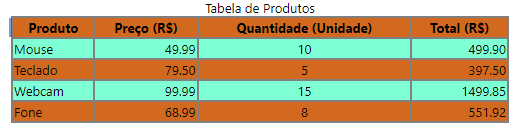 Tabela de Produtos
Produto Preço (R$) Quantidade (Unidade) Total (R$)
Mouse 49.99 10 499.90
Teclado 79.50 5 397.50
Webcam 99.99 15 1499.85
Fone 68.99 8 551.92